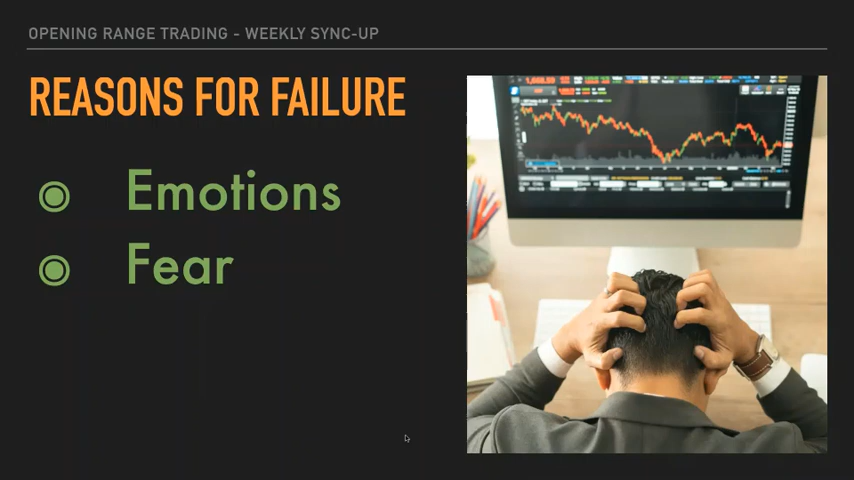 OPENING RANGE TRADING - WEEKLY SYNC-UP
REASONS FOR FAILURE
Emotions
Fear